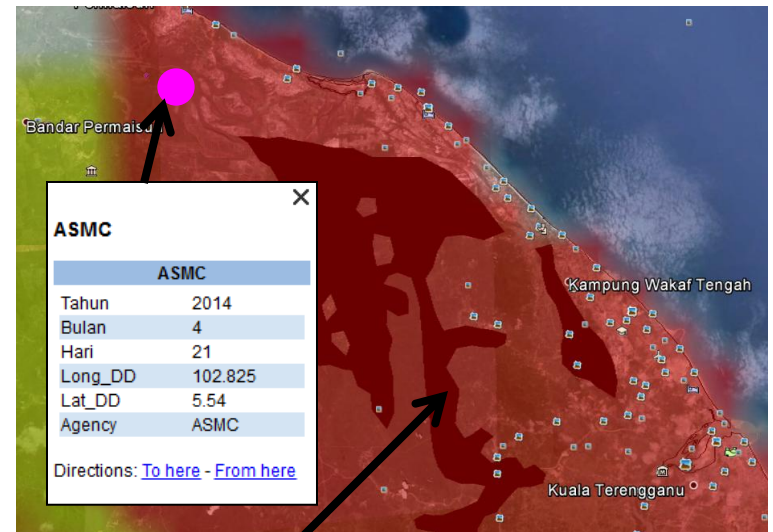 Bandar Permaisuri
ASMC
ASMC
Tahun 2014
Bulan 4
Hari 21
Long_DD 102.825
Lat_DD 5.54
Agency ASMC
Directions: To here - From here
Kampung Wakaf Tengah
Kuala Terengganu